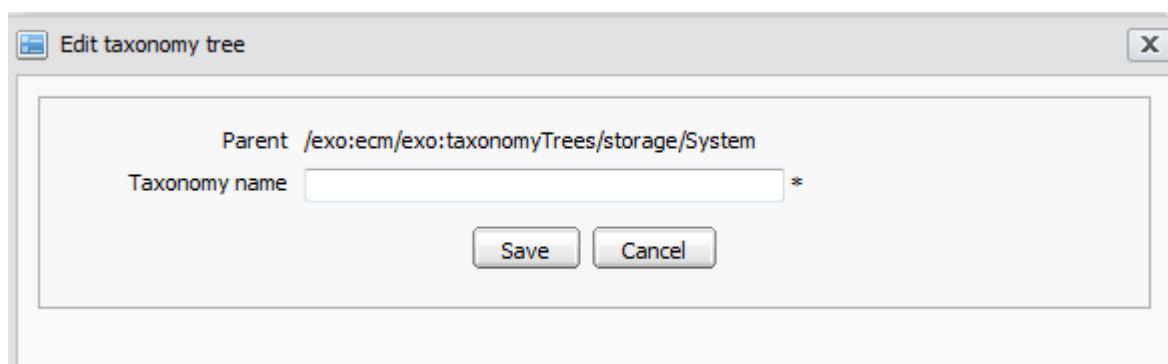 Edit taxonomy tree
X
Parent /exo:ecm/exo:taxonomyTrees/storage/System
Taxonomy name *
Save Cancel